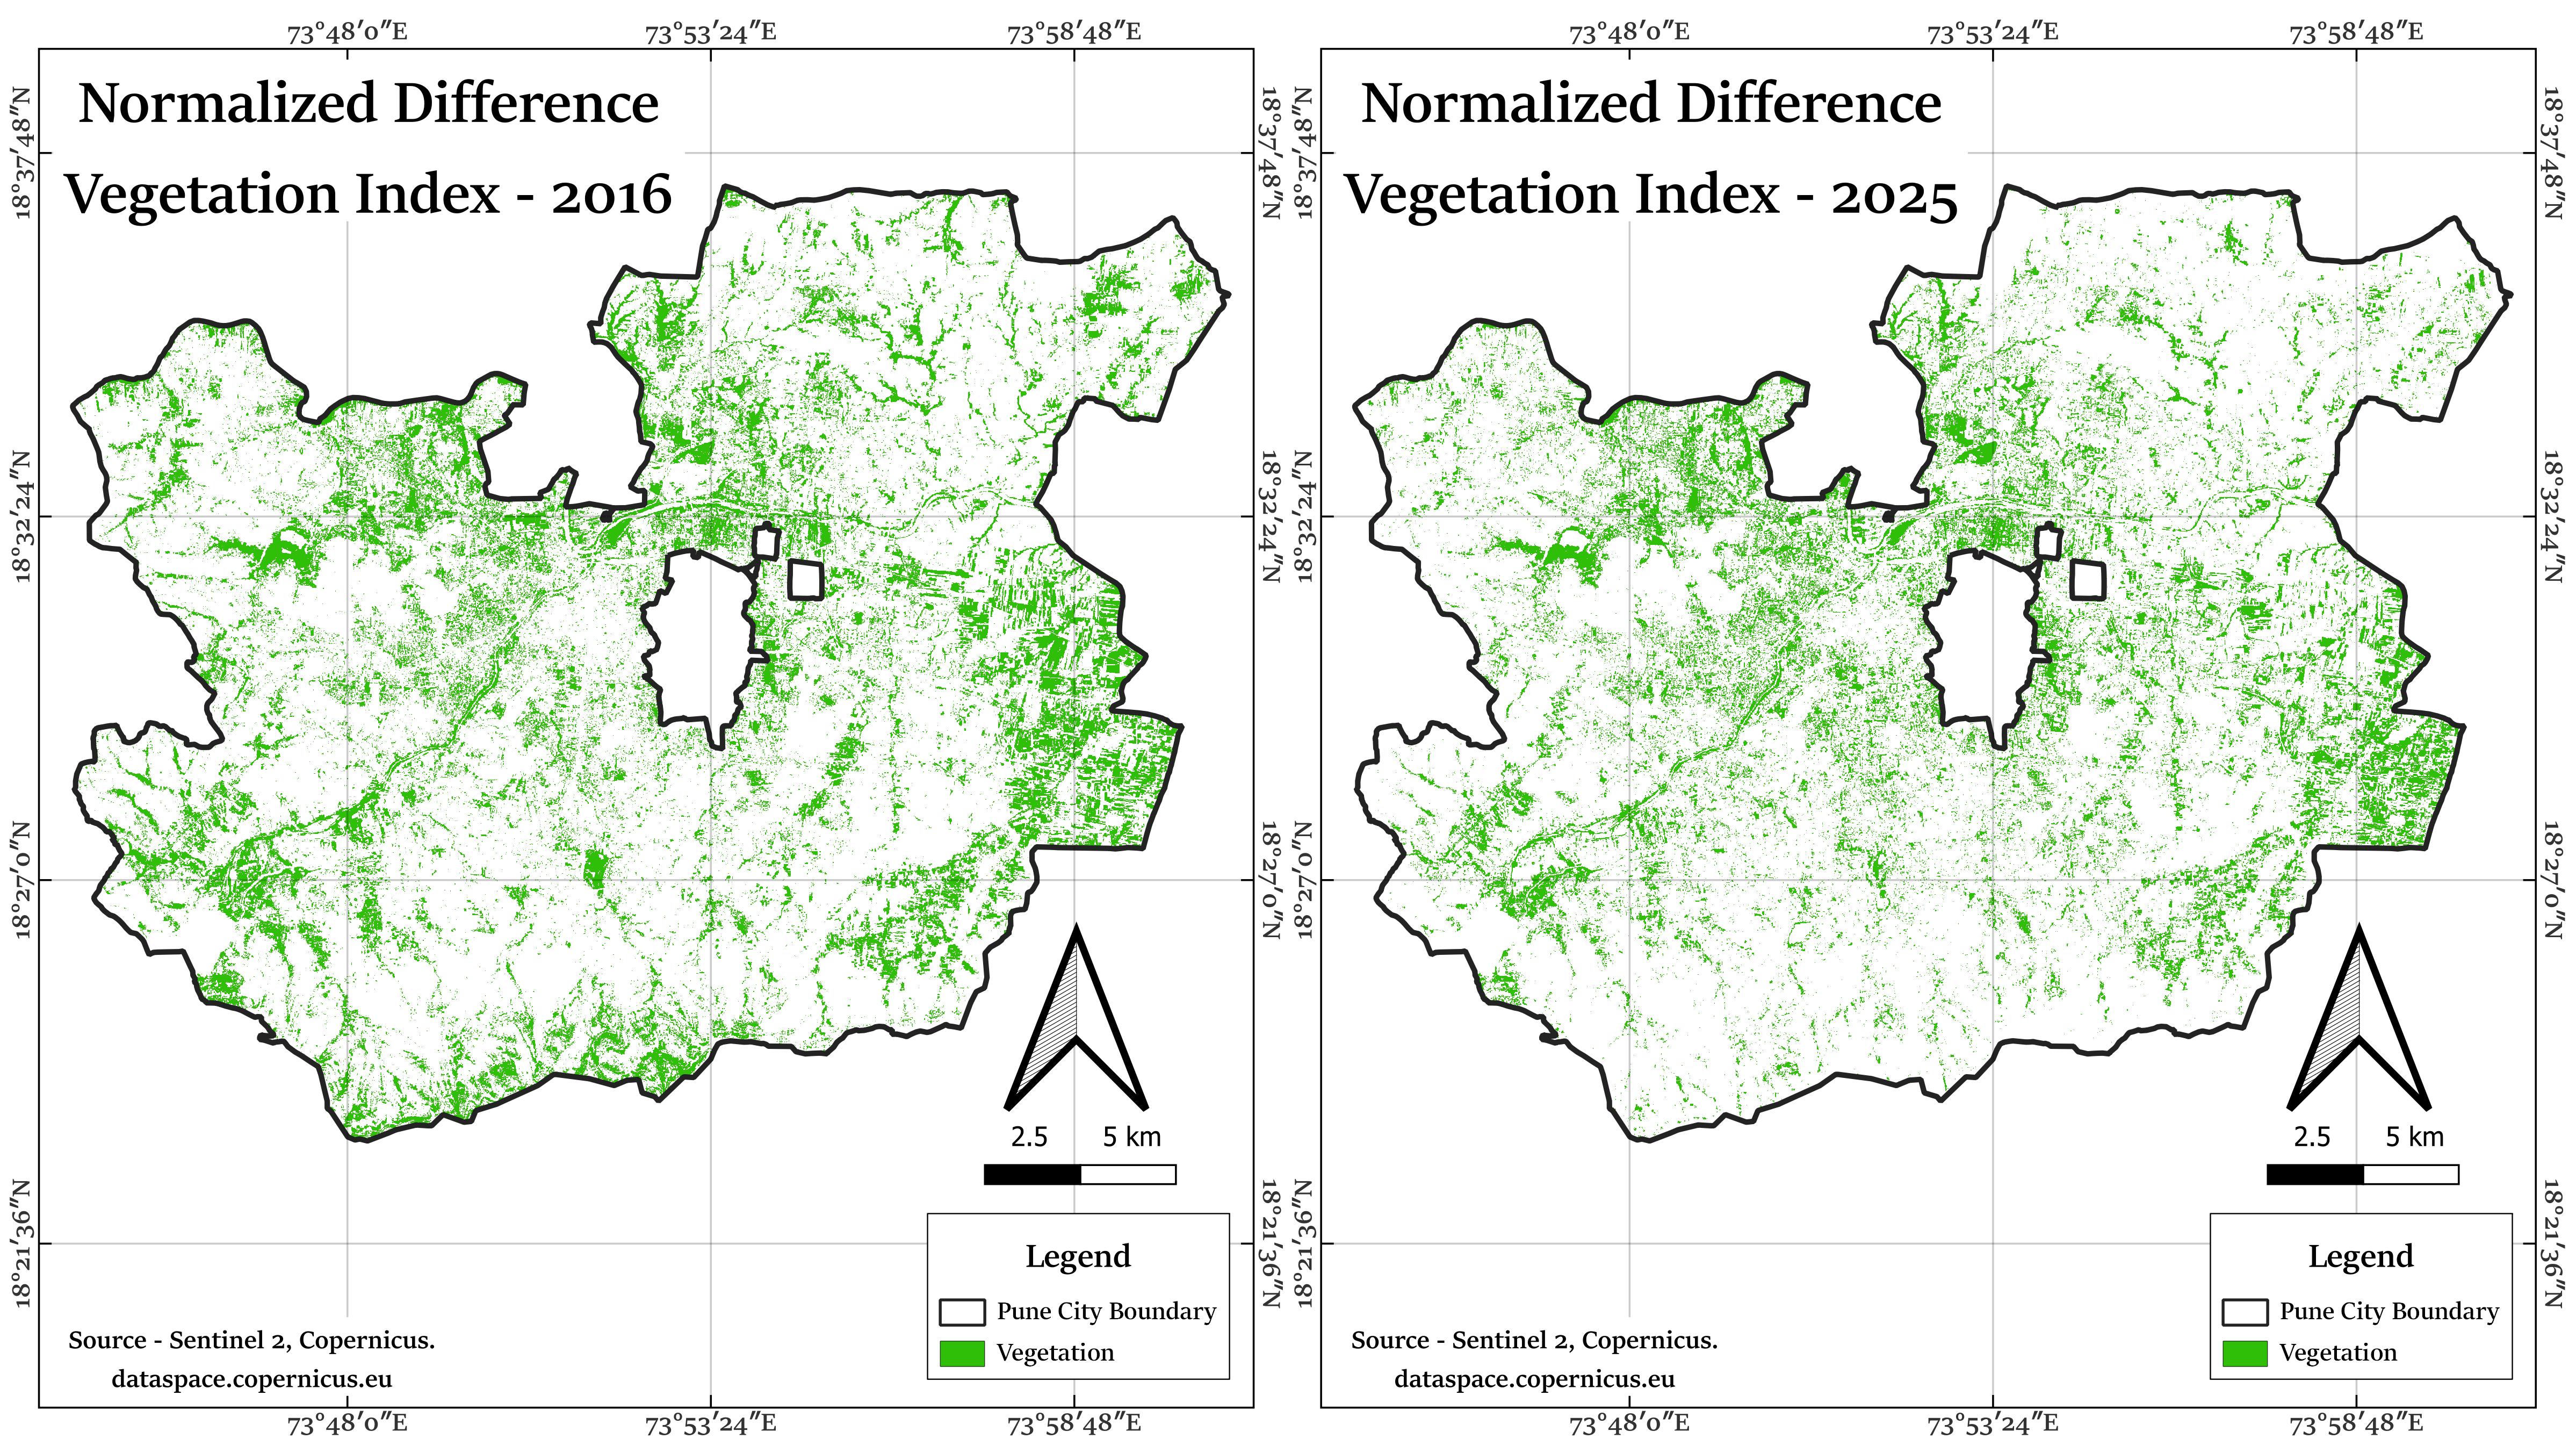 73°48′0″E 73°53′24″E 73°58′48″E
Normalized Difference
Vegetation Index - 2016
18°37′48″N 18°37′48″N
18°32′24″N 18°32′24″N
18°27′0″N 18°27′0″N
18°21′36″N 18°21′36″N
2.5 5 km
Legend
Pune City Boundary
Vegetation
Source - Sentinel 2, Copernicus.
dataspace.copernicus.eu
73°48′0″E 73°53′24″E 73°58′48″E
73°48′0″E 73°53′24″E 73°58′48″E
Normalized Difference
Vegetation Index - 2025
18°37′48″N 18°37′48″N
18°32′24″N 18°32′24″N
18°27′0″N 18°27′0″N
18°21′36″N 18°21′36″N
2.5 5 km
Legend
Pune City Boundary
Vegetation
Source - Sentinel 2, Copernicus.
dataspace.copernicus.eu
73°48′0″E 73°53′24″E 73°58′48″E